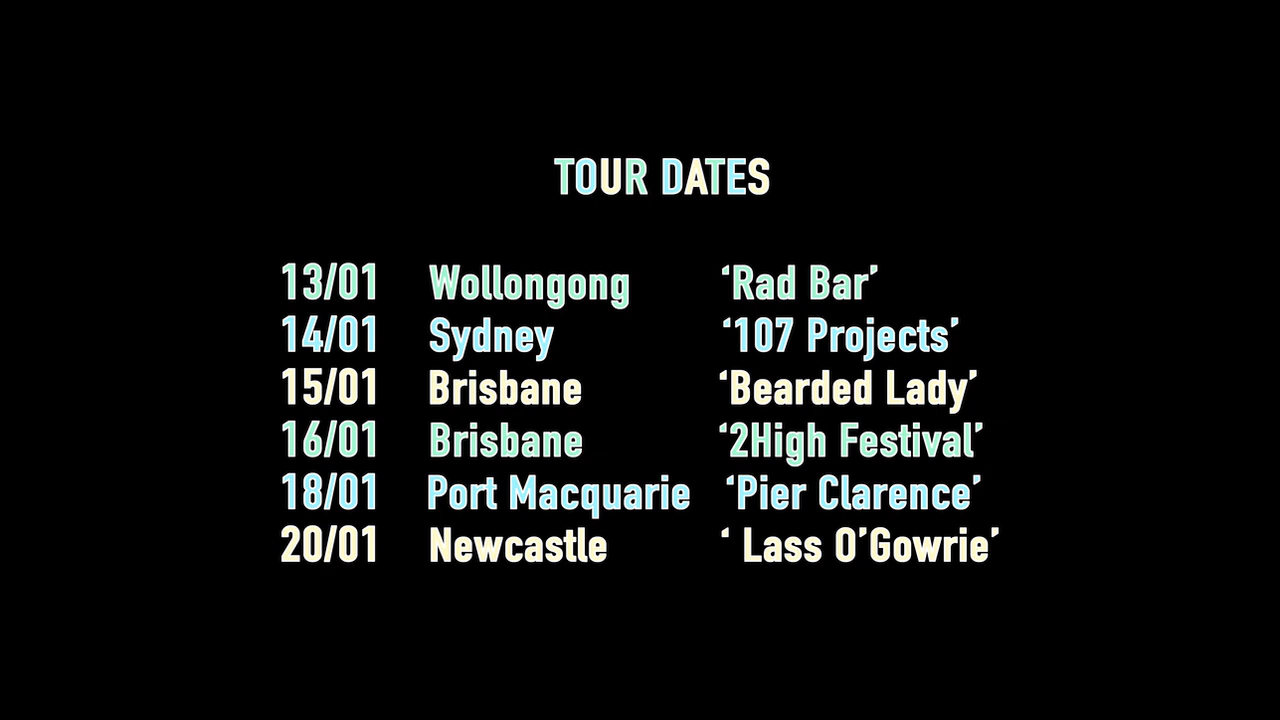 TOUR DATES
13/01 Wollongong ‘Rad Bar’
14/01 Sydney ‘107 Projects’
15/01 Brisbane ‘Bearded Lady’
16/01 Brisbane ‘2High Festival’
18/01 Port Macquarie ‘Pier Clarence’
20/01 Newcastle ‘ Lass O’Gowrie’